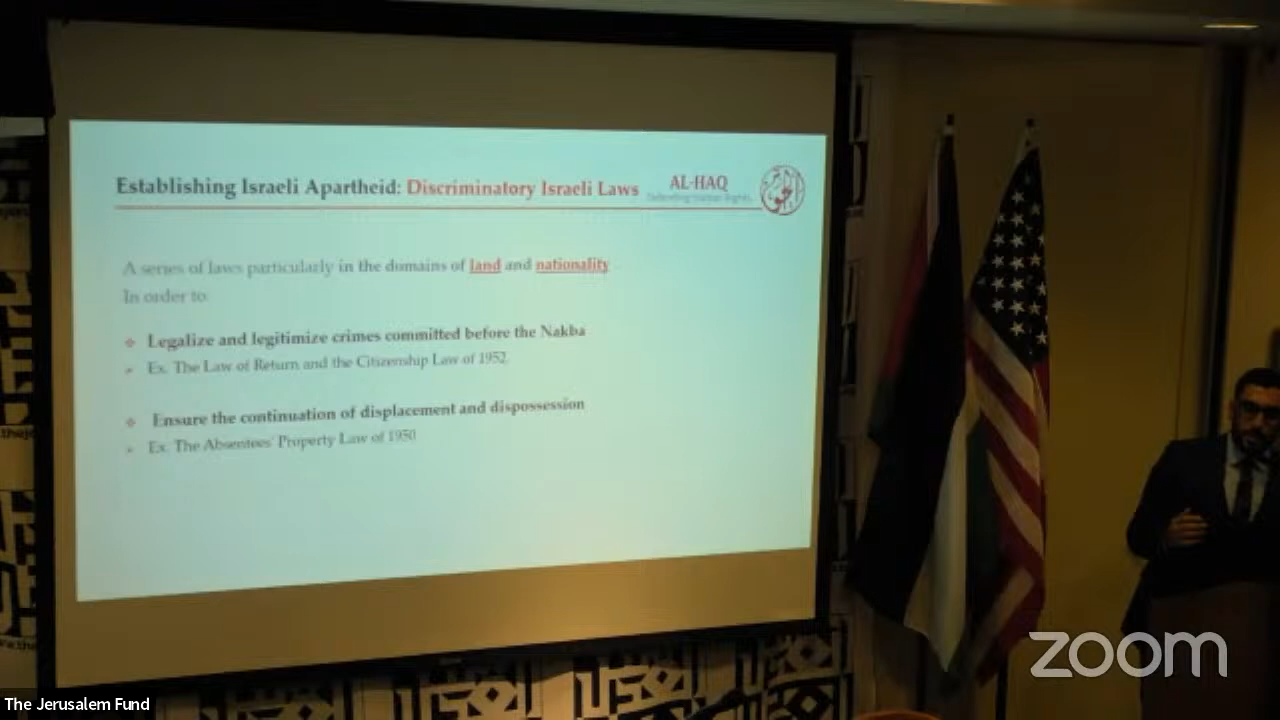 Establishing Israeli Apartheid: Discriminatory Israeli Laws
AL-HAQ
Defending Human Rights
A series of laws particularly in the domains of land and nationality
In order to
Legalize and legitimize crimes committed before the Nakba
Ex. The Law of Return and the Citizenship Law of 1952
Ensure the continuation of displacement and dispossession
Ex. The Absentees' Property Law of 1950
zoom
The Jerusalem Fund